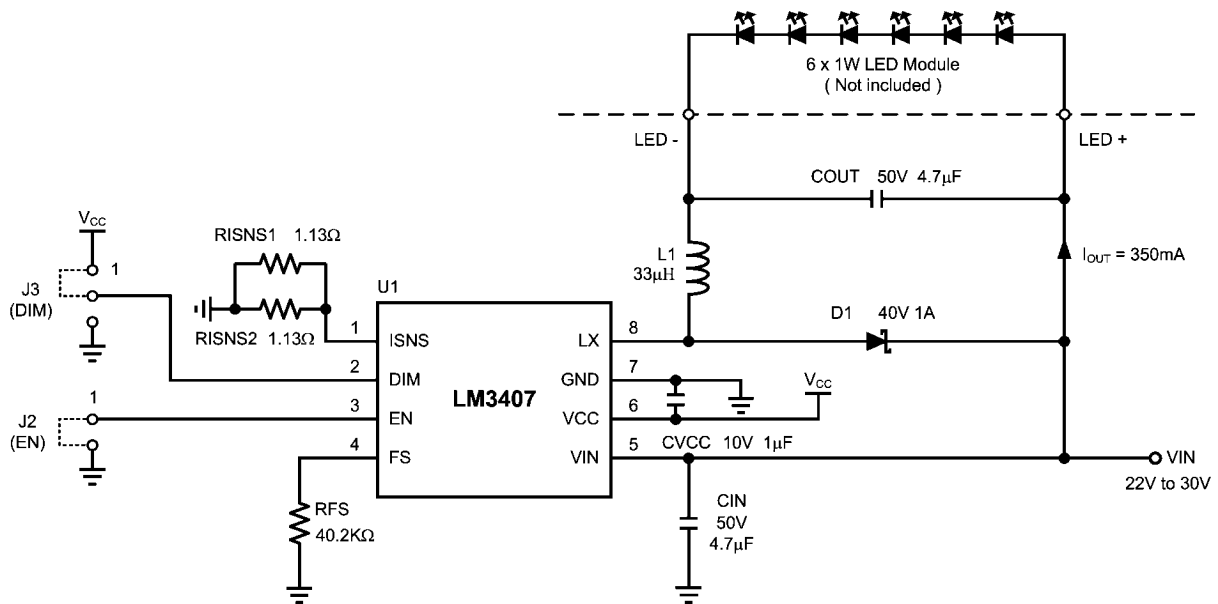 6 x 1W LED Module
( Not included )
LED -
LED +
COUT 50V 4.7μF
VCC
RISNS1 1.13Ω
L1
33μH
IOUT = 350mA
1
J3
(DIM)
U1
D1 40V 1A
RISNS2 1.13Ω
1
ISNS
LX
8
2
DIM
GND
7
LM3407
VCC
1
3
EN
VCC
6
J2
(EN)
4
FS
VIN
5
CVCC 10V 1μF
VIN
22V to 30V
RFS
40.2KΩ
CIN
50V
4.7μF